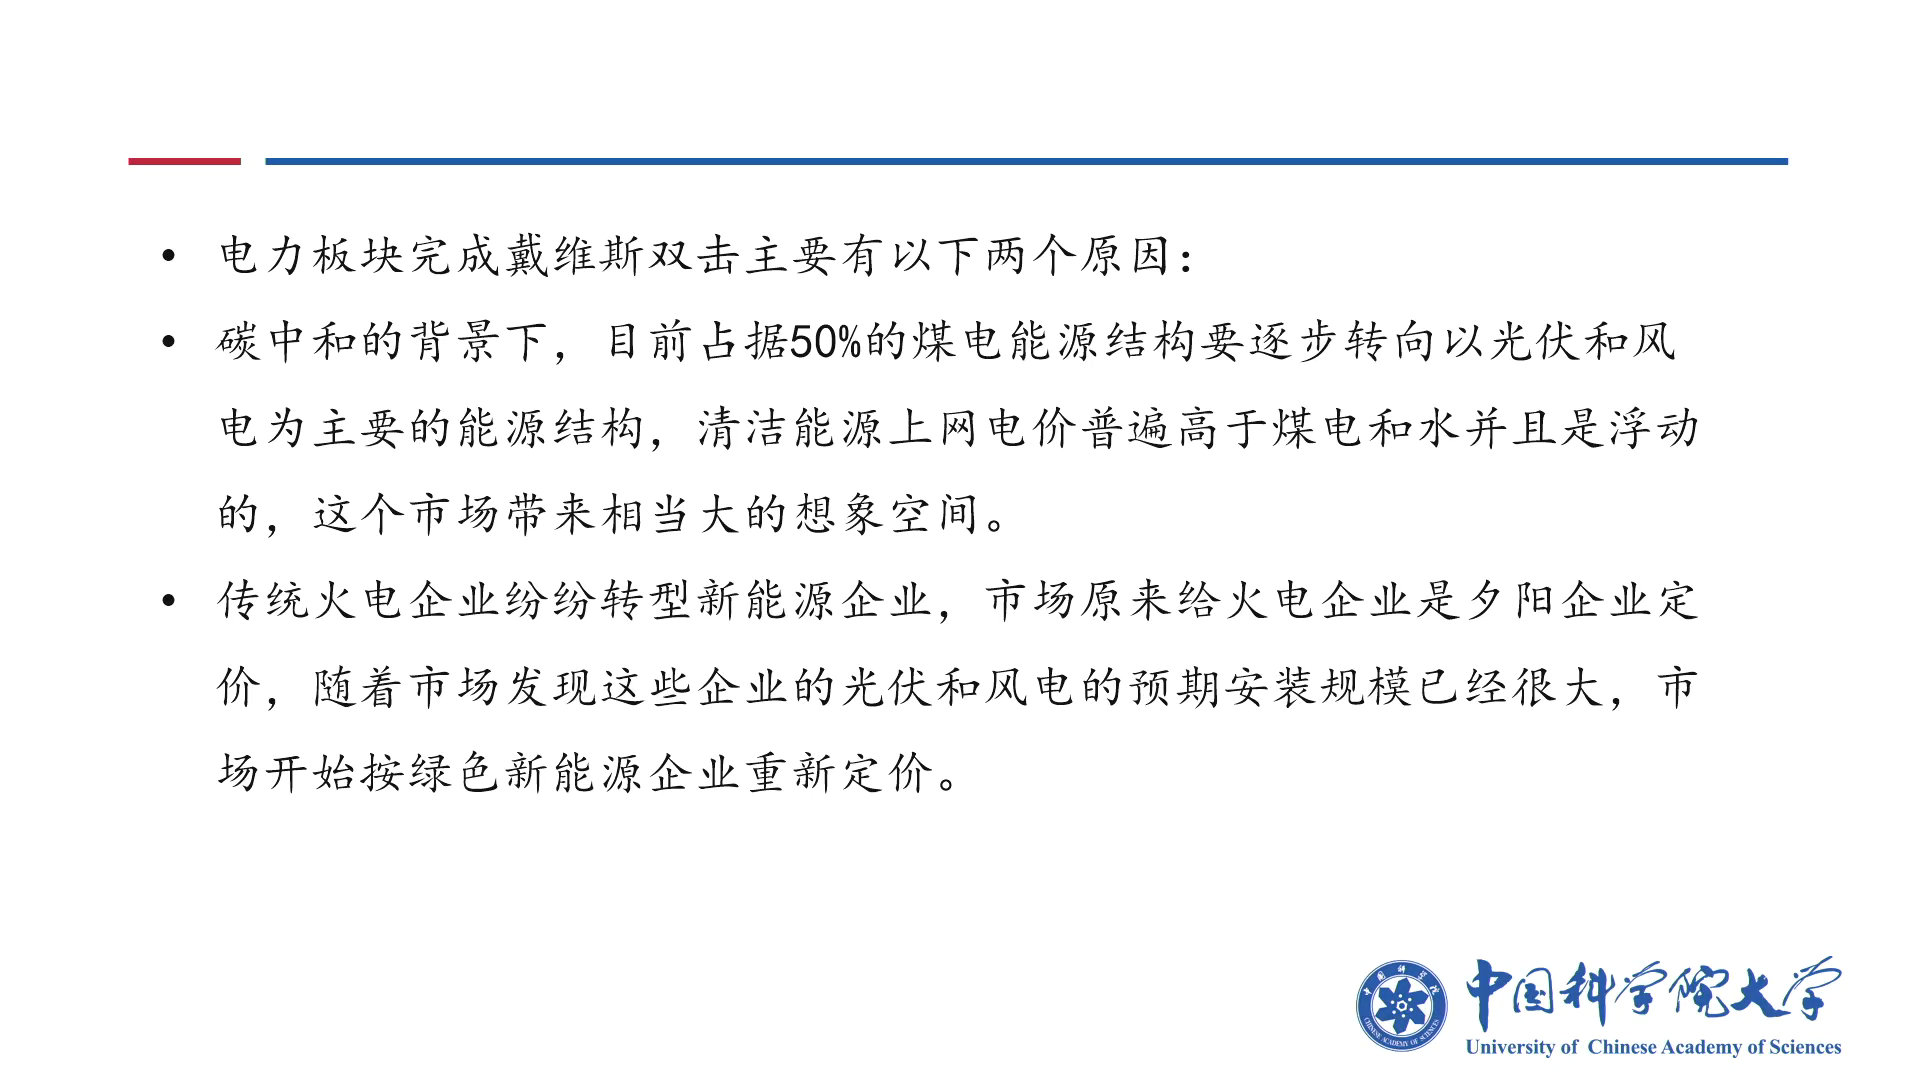 • 电力板块完成戴维斯双击主要有以下两个原因：
• 碳中和的背景下，目前占据50%的煤电能源结构要逐步转向以光伏和风
电为主要的能源结构，清洁能源上网电价普遍高于煤电和水并且是浮动
的，这个市场带来相当大的想象空间。
• 传统火电企业纷纷转型新能源企业，市场原来给火电企业是夕阳企业定
价，随着市场发现这些企业的光伏和风电的预期安装规模已经很大，市
场开始按绿色新能源企业重新定价。
中国科学院
CHINESE ACADEMY OF SCIENCES
中国科学院大学
University of Chinese Academy of Sciences